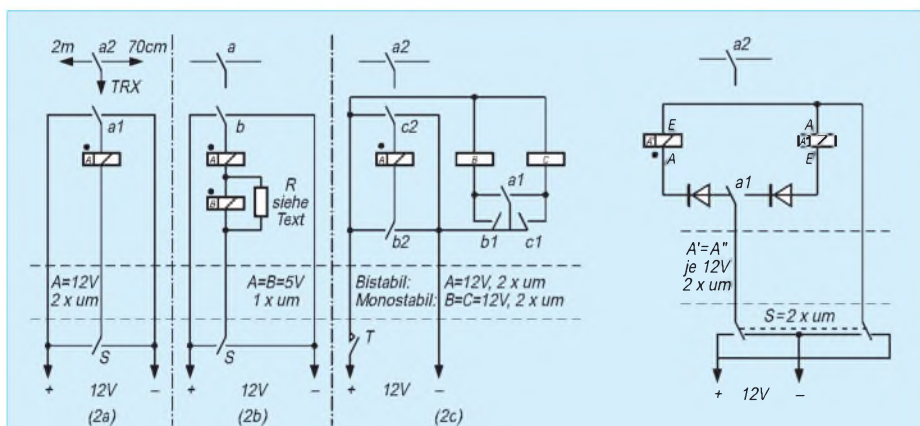 2m a2 70cm
TRX
a1
A
A=12V
2 x um
S
+ 12V –
(2a)
a
b
A
B
R
siehe
Text
A=B=5V
1 x um
S
+ 12V –
(2b)
a2
c2
A
B
C
a1
b2
b1
c1
Bistabil: A=12V, 2 x um
Monostabil: B=C=12V, 2 x um
T
+ 12V –
(2c)
a2
E
A
A
E
a1
A'=A"
je 12V
2 x um
S=2 x um
+ 12V –